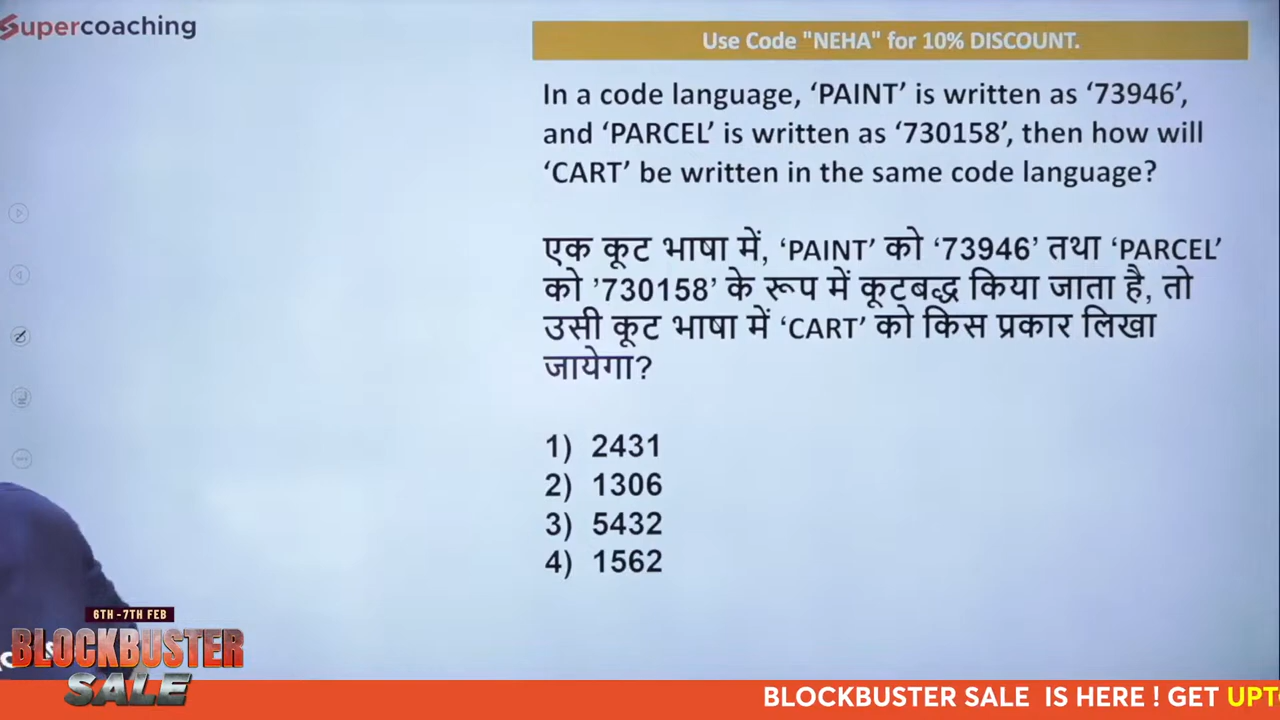 Supercoaching
Use Code "NEHA" for 10% DISCOUNT.
In a code language, ‘PAINT’ is written as ‘73946’,
and ‘PARCEL’ is written as ‘730158’, then how will
‘CART’ be written in the same code language?
एक कूट भाषा में, ‘PAINT’ को ‘73946’ तथा ‘PARCEL’
को ’730158’ के रूप में कूटबद्ध किया जाता है, तो
उसी कूट भाषा में ‘CART’ को किस प्रकार लिखा
जायेगा?
1) 2431
2) 1306
3) 5432
4) 1562
6TH -7TH FEB
BLOCKBUSTER
SALE
BLOCKBUSTER SALE IS HERE ! GET